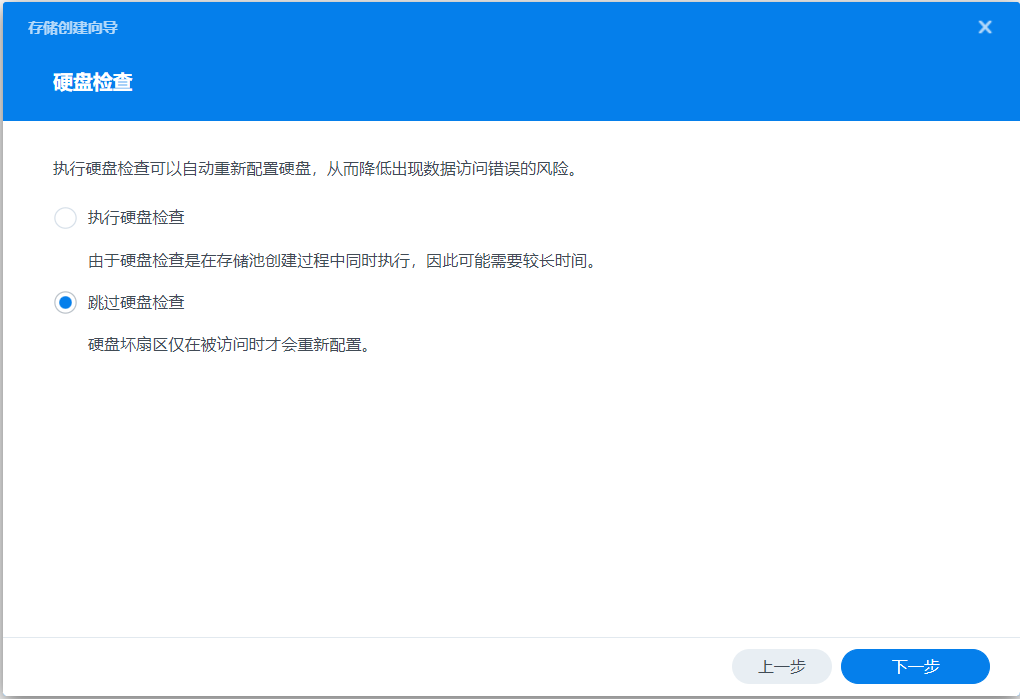 存储创建向导
硬盘检查
执行硬盘检查可以自动重新配置硬盘，从而降低出现数据访问错误的风险。
执行硬盘检查
由于硬盘检查是在存储池创建过程中同时执行，因此可能需要较长时间。
跳过硬盘检查
硬盘坏扇区仅在被访问时才会重新配置。
上一步 下一步